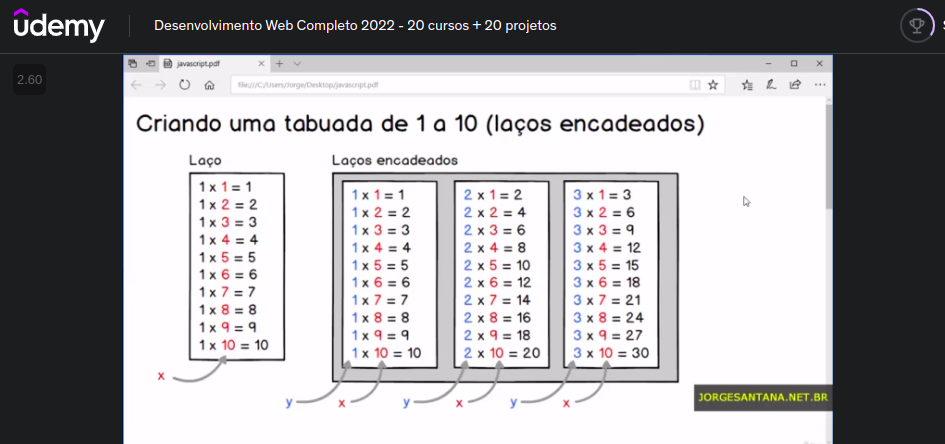 udemy
Desenvolvimento Web Completo 2022 - 20 cursos + 20 projetos
2.60
javascript.pdf
file:///C:/Users/Jorge/Desktop/javascript.pdf
Criando uma tabuada de 1 a 10 (laços encadeados)
Laço
1 x 1 = 1
1 x 2 = 2
1 x 3 = 3
1 x 4 = 4
1 x 5 = 5
1 x 6 = 6
1 x 7 = 7
1 x 8 = 8
1 x 9 = 9
1 x 10 = 10
x
Laços encadeados
1 x 1 = 1
1 x 2 = 2
1 x 3 = 3
1 x 4 = 4
1 x 5 = 5
1 x 6 = 6
1 x 7 = 7
1 x 8 = 8
1 x 9 = 9
1 x 10 = 10
y
x
2 x 1 = 2
2 x 2 = 4
2 x 3 = 6
2 x 4 = 8
2 x 5 = 10
2 x 6 = 12
2 x 7 = 14
2 x 8 = 16
2 x 9 = 18
2 x 10 = 20
y
x
3 x 1 = 3
3 x 2 = 6
3 x 3 = 9
3 x 4 = 12
3 x 5 = 15
3 x 6 = 18
3 x 7 = 21
3 x 8 = 24
3 x 9 = 27
3 x 10 = 30
y
x
JORGESANTANA.NET.BR